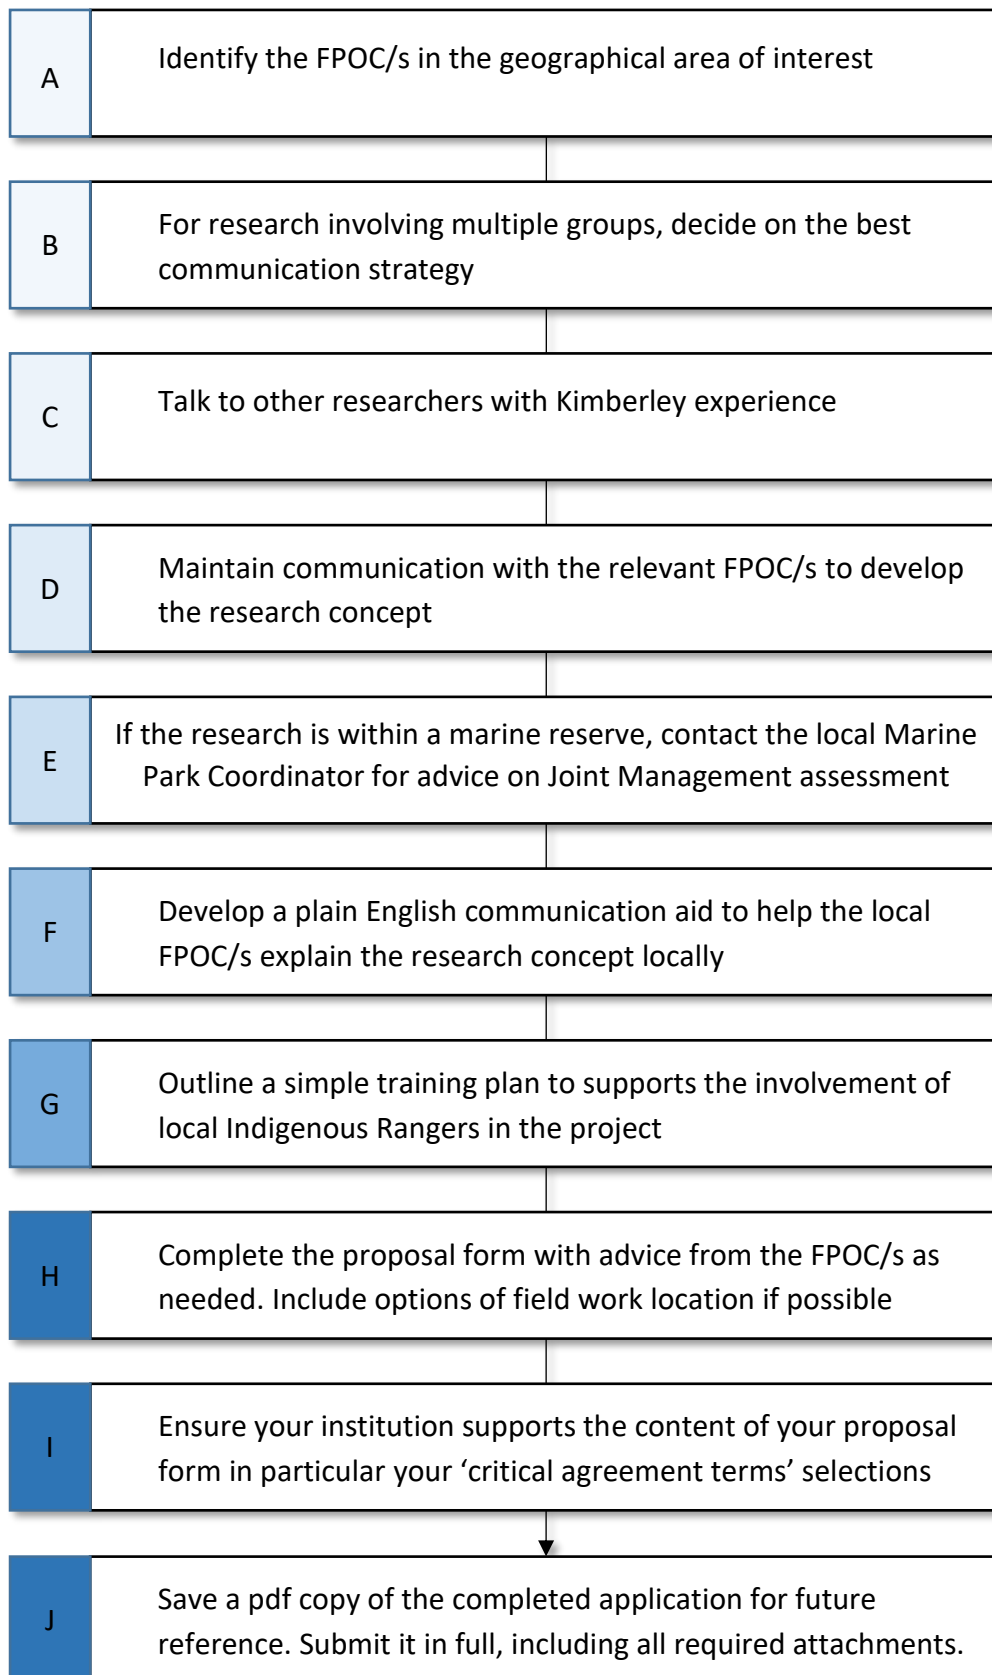 A
Identify the FPOC/s in the geographical area of interest
B
For research involving multiple groups, decide on the best
communication strategy
C
Talk to other researchers with Kimberley experience
D
Maintain communication with the relevant FPOC/s to develop
the research concept
E
If the research is within a marine reserve, contact the local Marine
Park Coordinator for advice on Joint Management assessment
F
Develop a plain English communication aid to help the local
FPOC/s explain the research concept locally
G
Outline a simple training plan to supports the involvement of
local Indigenous Rangers in the project
H
Complete the proposal form with advice from the FPOC/s as
needed. Include options of field work location if possible
I
Ensure your institution supports the content of your proposal
form in particular your ‘critical agreement terms’ selections
J
Save a pdf copy of the completed application for future
reference. Submit it in full, including all required attachments.